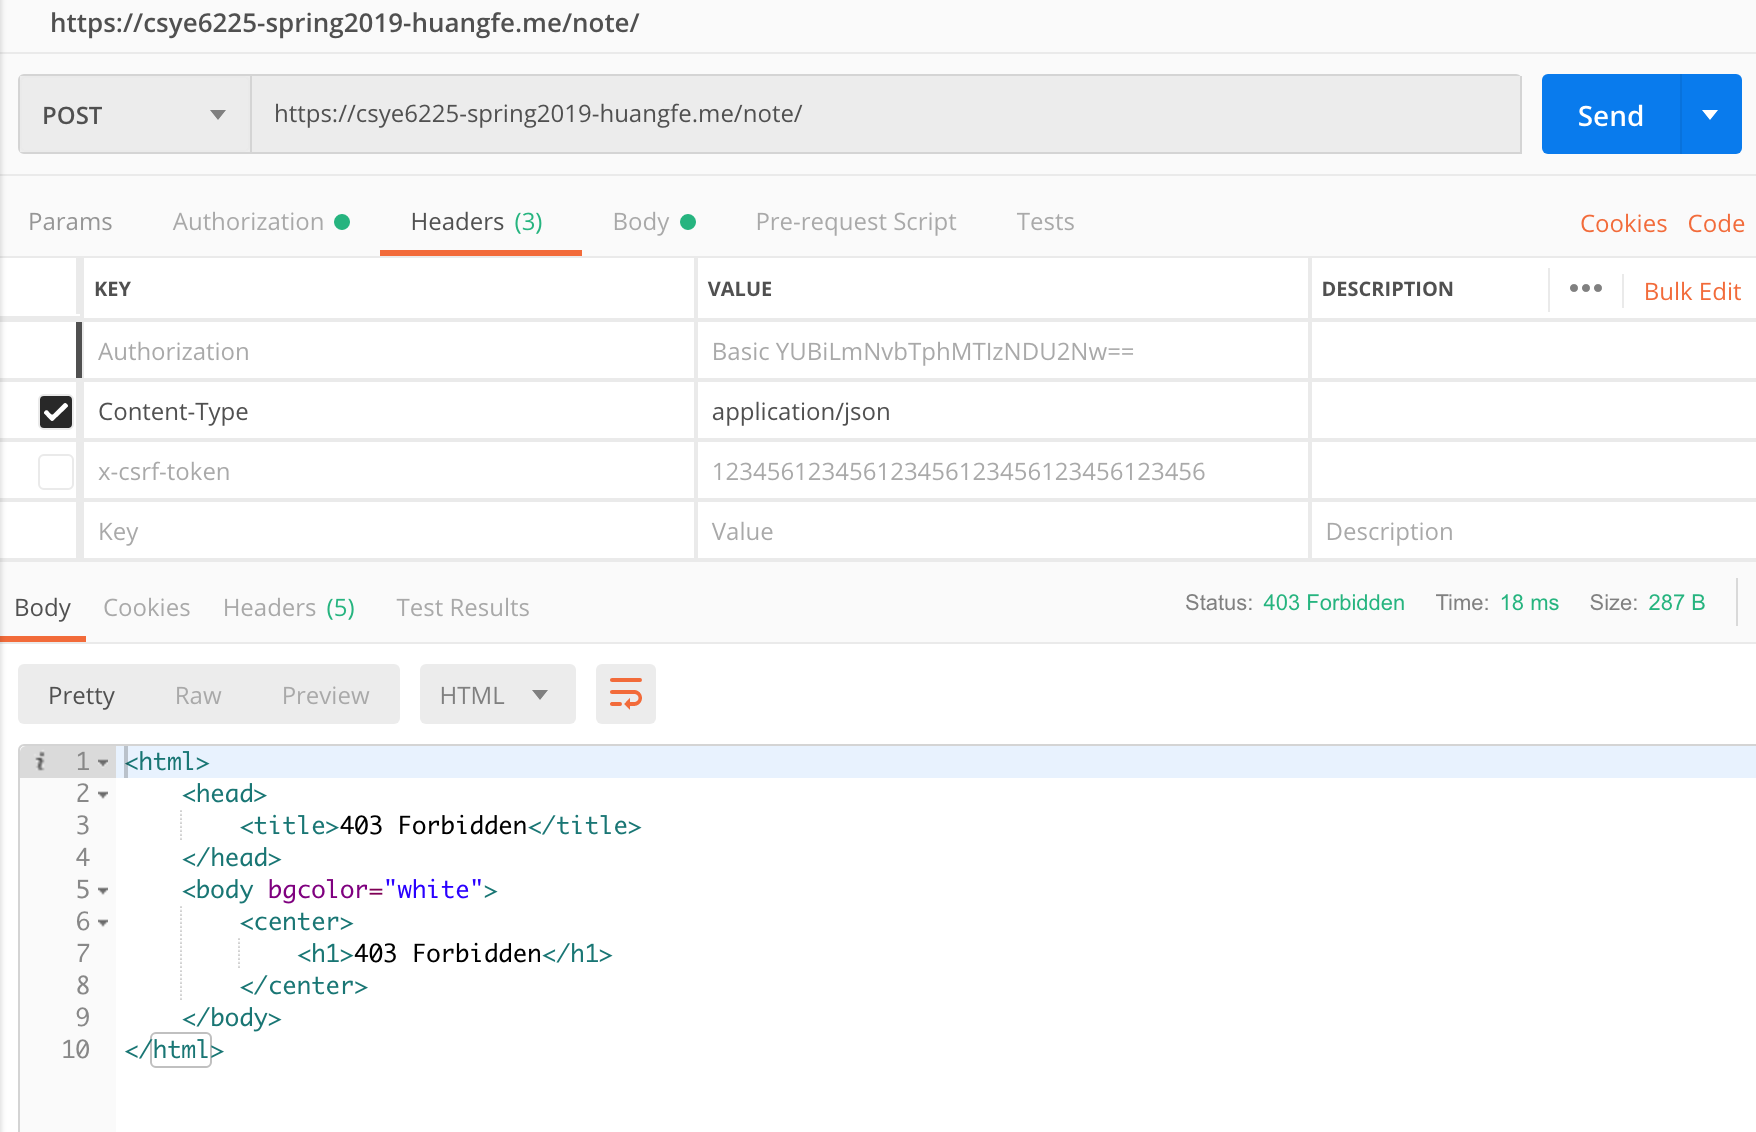 https://csye6225-spring2019-huangfe.me/note/
POST https://csye6225-spring2019-huangfe.me/note/ Send
Params Authorization Headers (3) Body Pre-request Script Tests Cookies Code
KEY VALUE DESCRIPTION ••• Bulk Edit
Authorization Basic YUBiLmNvbTphMTIzNDU2Nw==
Content-Type application/json
x-csrf-token 123456123456123456123456123456123456
Key Value Description
Body Cookies Headers (5) Test Results Status: 403 Forbidden Time: 18 ms Size: 287 B
Pretty Raw Preview HTML
i 1 <html>
2 <head>
3 <title>403 Forbidden</title>
4 </head>
5 <body bgcolor="white">
6 <center>
7 <h1>403 Forbidden</h1>
8 </center>
9 </body>
10 </html>